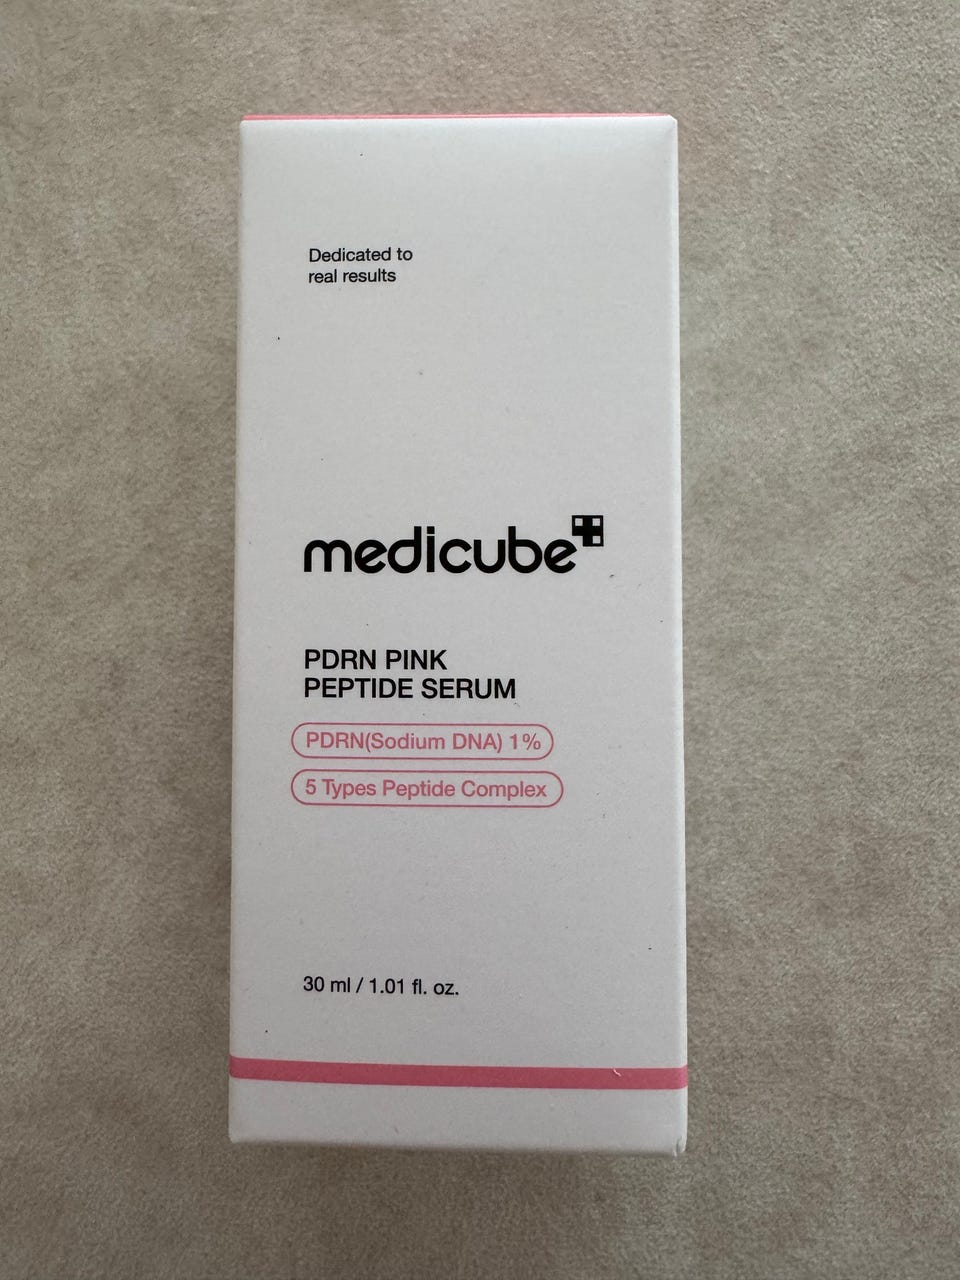 Dedicated to
real results
medicube
PDRN PINK
PEPTIDE SERUM
PDRN(Sodium DNA) 1%
5 Types Peptide Complex
30 ml / 1.01 fl. oz.